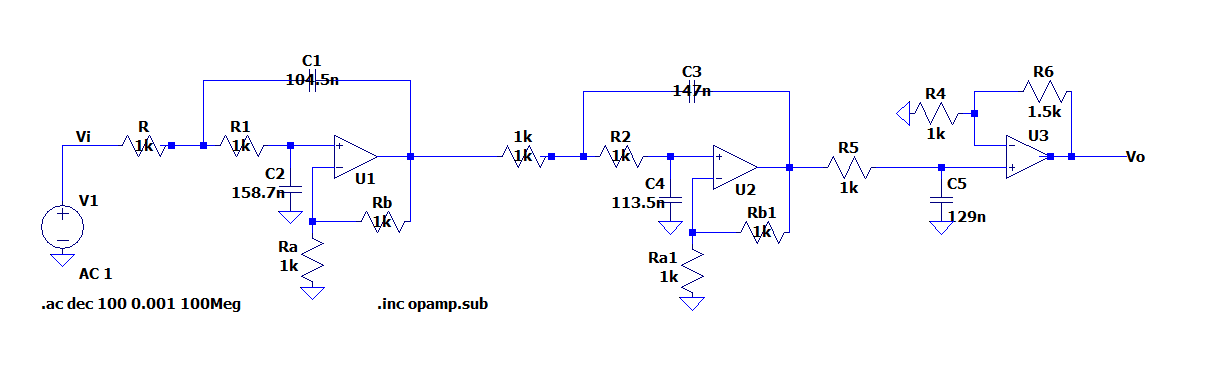 C1
104.5n
C3
147n
R6
1.5k
R4
1k
Vi
R
1k
R1
1k
1k
1k
R2
1k
U3
Vo
C2
158.7n
U1
R5
1k
C4
113.5n
U2
C5
129n
V1
Rb
1k
Rb1
1k
Ra
1k
Ra1
1k
AC 1
.ac dec 100 0.001 100Meg
.inc opamp.sub